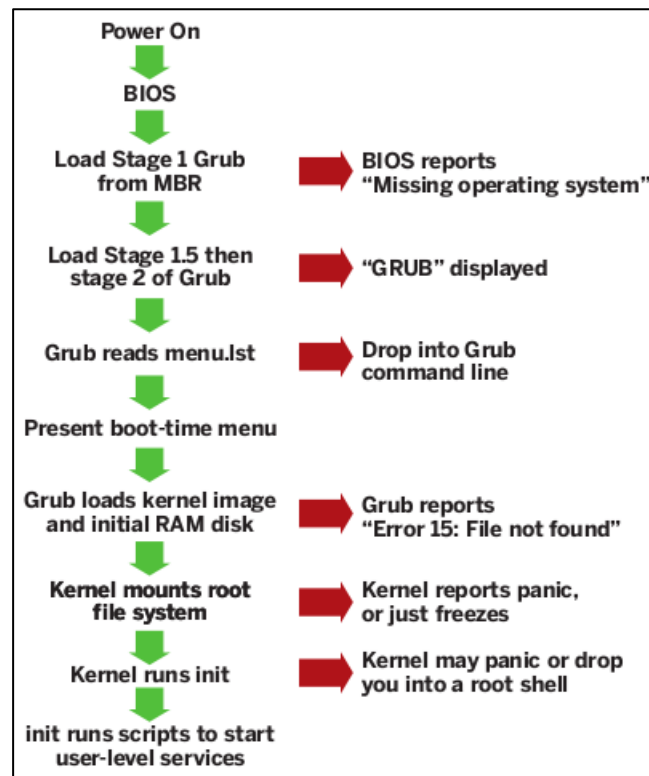 Power On
BIOS
Load Stage 1 Grub
from MBR
BIOS reports
“Missing operating system”
Load Stage 1.5 then
stage 2 of Grub
“GRUB” displayed
Grub reads menu.lst
Drop into Grub
command line
Present boot-time menu
Grub loads kernel image
and initial RAM disk
Grub reports
“Error 15: File not found”
Kernel mounts root
file system
Kernel reports panic,
or just freezes
Kernel runs init
Kernel may panic or drop
you into a root shell
init runs scripts to start
user-level services